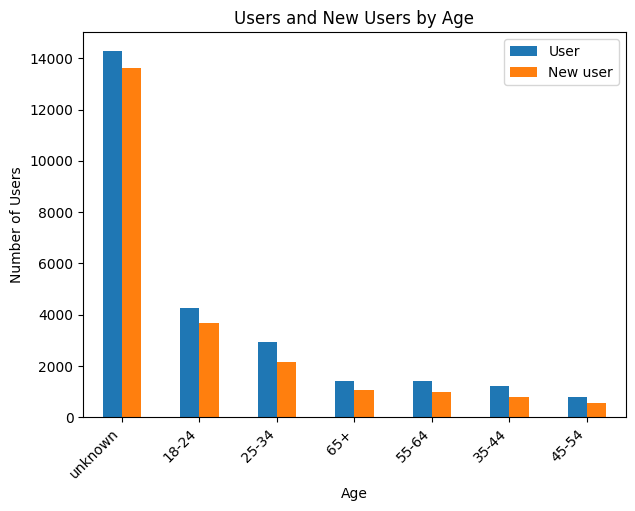 Users and New Users by Age
User
New user
14000
12000
10000
8000
6000
4000
2000
0
Number of Users
unknown
18-24
25-34
65+
55-64
35-44
45-54
Age